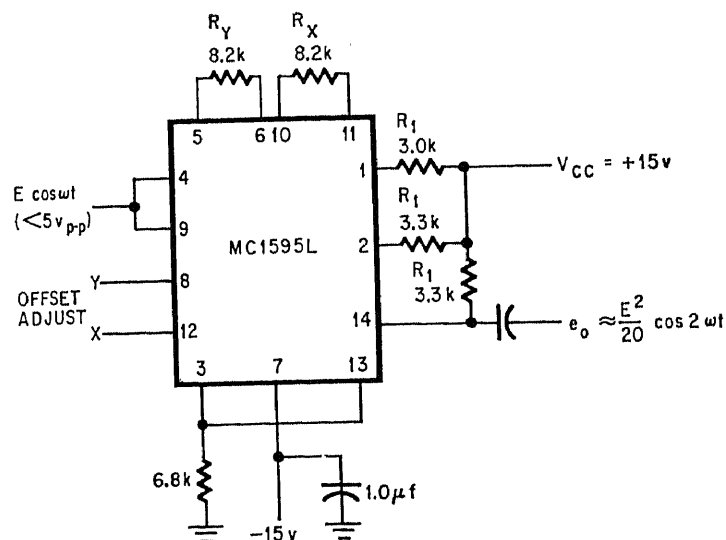 R_Y
8.2k
R_X
8.2k
5
6
10
11
R_1
3.0k
1
V_CC = +15v
4
E cosωt
(<5v_p-p)
9
MC1595L
R_1
3.3k
2
R_1
3.3k
Y
8
OFFSET
ADJUST
X
12
14
e_o ≈ E²/20 cos 2ωt
3
7
13
6.8k
1.0μf
-15v